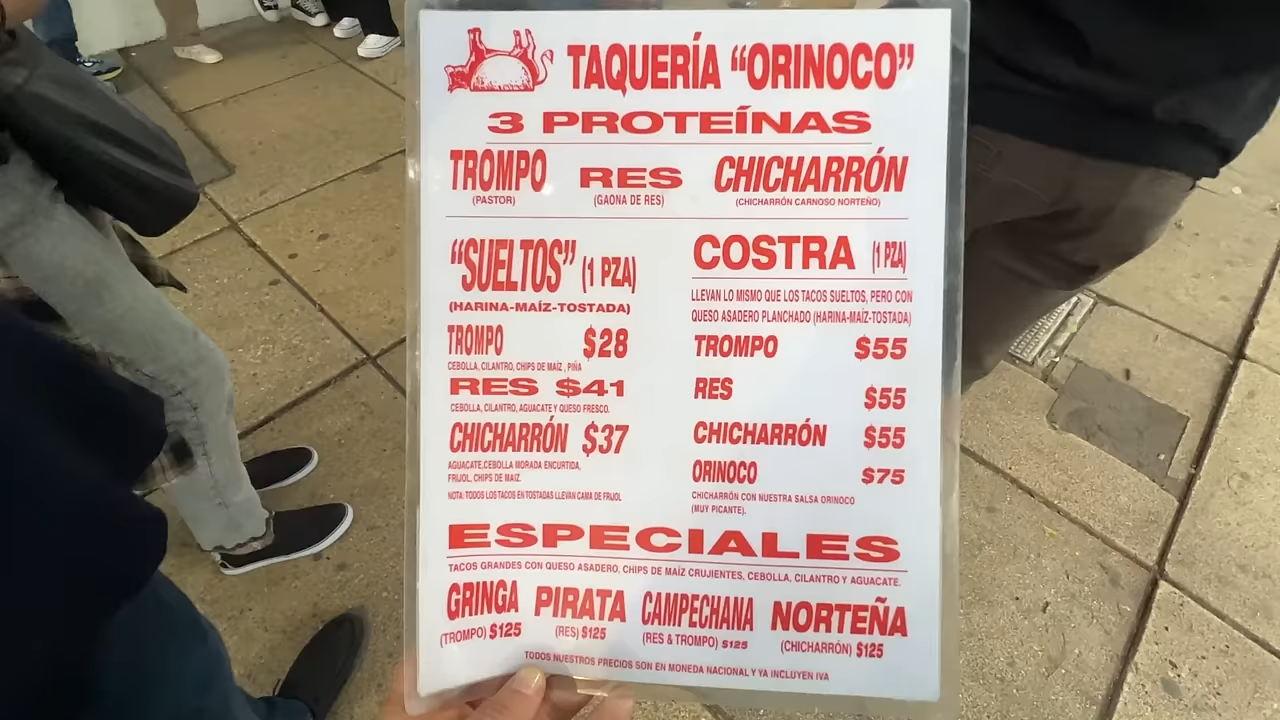 TAQUERÍA “ORINOCO”
3 PROTEÍNAS
TROMPO
(PASTOR)
RES
(GAONA DE RES)
CHICHARRÓN
(CHICHARRÓN CARNOSO NORTEÑO)
“SUELTOS” (1 PZA)
(HARINA-MAÍZ-TOSTADA)
TROMPO $28
CEBOLLA, CILANTRO, CHIPS DE MAÍZ , PIÑA
RES $41
CEBOLLA, CILANTRO, AGUACATE Y QUESO FRESCO.
CHICHARRÓN $37
AGUACATE,CEBOLLA MORADA ENCURTIDA,
FRIJOL, CHIPS DE MAIZ.
NOTA: TODOS LOS TACOS EN TOSTADAS LLEVAN CAMA DE FRIJOL
COSTRA (1 PZA)
LLEVAN LO MISMO QUE LOS TACOS SUELTOS, PERO CON
QUESO ASADERO PLANCHADO (HARINA-MAÍZ-TOSTADA)
TROMPO $55
RES $55
CHICHARRÓN $55
ORINOCO $75
CHICHARRÓN CON NUESTRA SALSA ORINOCO
(MUY PICANTE).
ESPECIALES
TACOS GRANDES CON QUESO ASADERO, CHIPS DE MAÍZ CRUJIENTES, CEBOLLA, CILANTRO Y AGUACATE.
GRINGA
(TROMPO) $125
PIRATA
(RES) $125
CAMPECHANA
(RES & TROMPO) $125
NORTEÑA
(CHICHARRÓN) $125
TODOS NUESTROS PRECIOS SON EN MONEDA NACIONAL Y YA INCLUYEN IVA